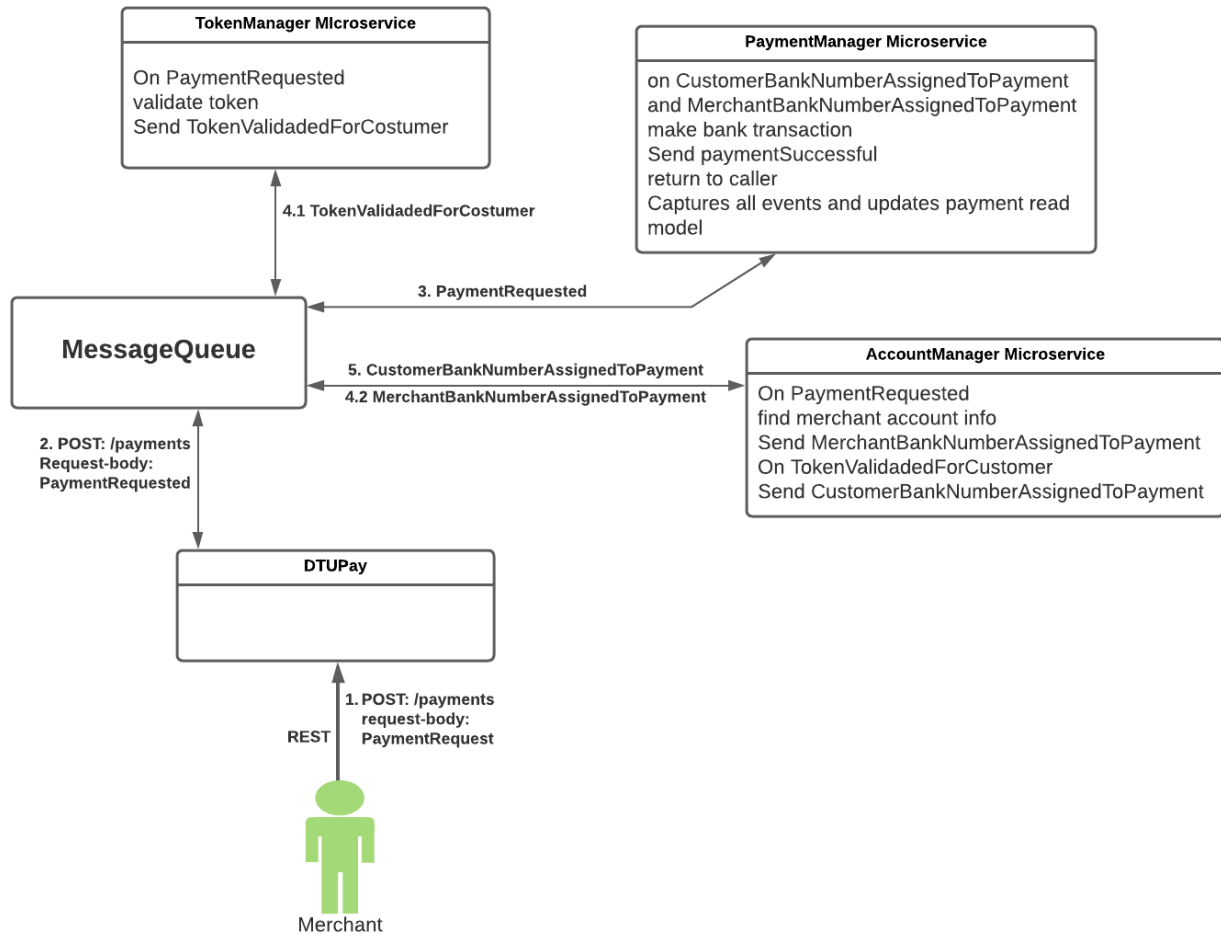 TokenManager MIcroservice
On PaymentRequested
validate token
Send TokenValidadedForCostumer
PaymentManager Microservice
on CustomerBankNumberAssignedToPayment
and MerchantBankNumberAssignedToPayment
make bank transaction
Send paymentSuccessful
return to caller
Captures all events and updates payment read
model
4.1 TokenValidadedForCostumer
3. PaymentRequested
MessageQueue
5. CustomerBankNumberAssignedToPayment
4.2 MerchantBankNumberAssignedToPayment
AccountManager Microservice
On PaymentRequested
find merchant account info
Send MerchantBankNumberAssignedToPayment
On TokenValidadedForCustomer
Send CustomerBankNumberAssignedToPayment
2. POST: /payments
Request-body:
PaymentRequested
DTUPay
1. POST: /payments
request-body:
PaymentRequest
REST
Merchant